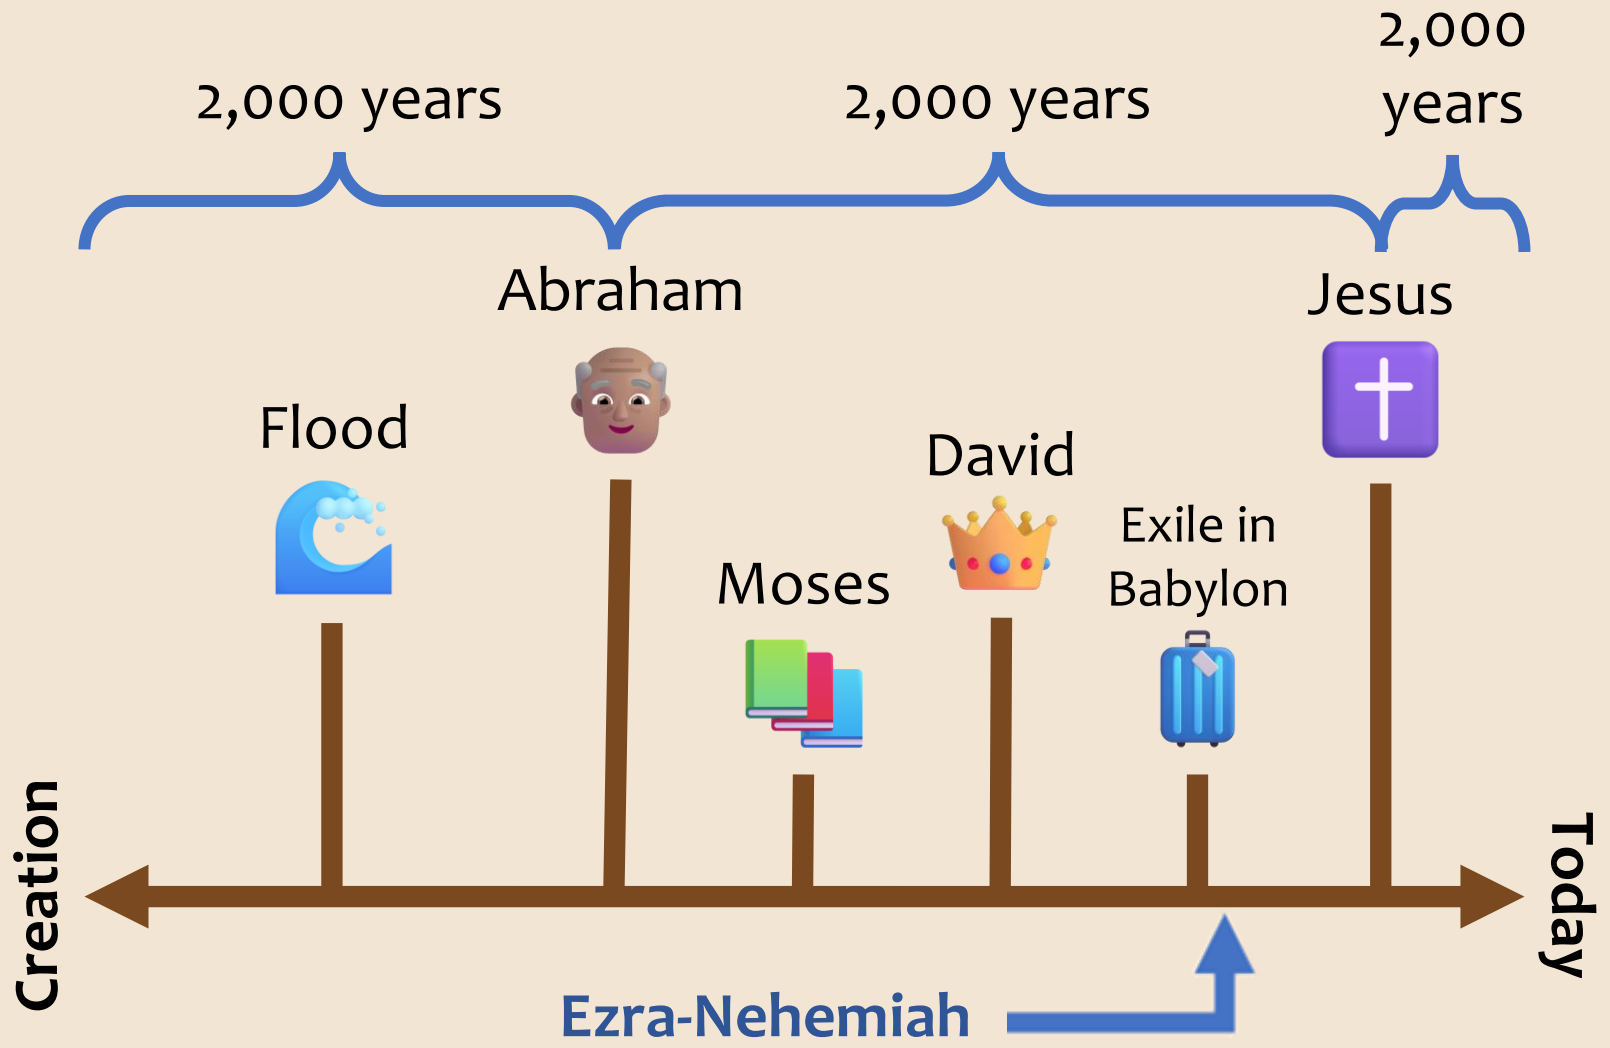 2,000
years
2,000 years
2,000 years
Abraham
Jesus
Flood
David
Exile in
Babylon
Moses
Creation
Today
Ezra-Nehemiah